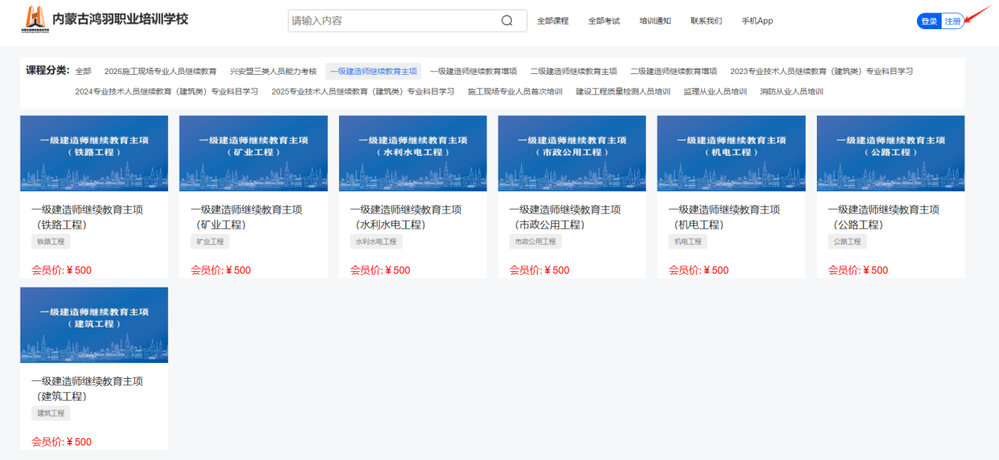 内蒙古鸿羽职业培训学校
请输入内容
全部课程 全部考试 培训通知 联系我们 手机App
登录 注册
课程分类: 全部 2026施工现场专业人员继续教育 兴安盟三类人员能力考核 一级建造师继续教育主项 一级建造师继续教育增项 二级建造师继续教育主项 二级建造师继续教育增项 2023专业技术人员继续教育（建筑类）专业科目学习
2024专业技术人员继续教育（建筑类）专业科目学习 2025专业技术人员继续教育（建筑类）专业科目学习 施工现场专业人员首次培训 建设工程质量检测人员培训 监理从业人员培训 消防从业人员培训
一级建造师继续教育主项
（铁路工程）
一级建造师继续教育主项
（铁路工程）
铁路工程
会员价:￥500
一级建造师继续教育主项
（矿业工程）
一级建造师继续教育主项
（矿业工程）
矿业工程
会员价:￥500
一级建造师继续教育主项
（水利水电工程）
一级建造师继续教育主项
（水利水电工程）
水利水电工程
会员价:￥500
一级建造师继续教育主项
（市政公用工程）
一级建造师继续教育主项
（市政公用工程）
市政公用工程
会员价:￥500
一级建造师继续教育主项
（机电工程）
一级建造师继续教育主项
（机电工程）
机电工程
会员价:￥500
一级建造师继续教育主项
（公路工程）
一级建造师继续教育主项
（公路工程）
公路工程
会员价:￥500
一级建造师继续教育主项
（建筑工程）
一级建造师继续教育主项
（建筑工程）
建筑工程
会员价:￥500